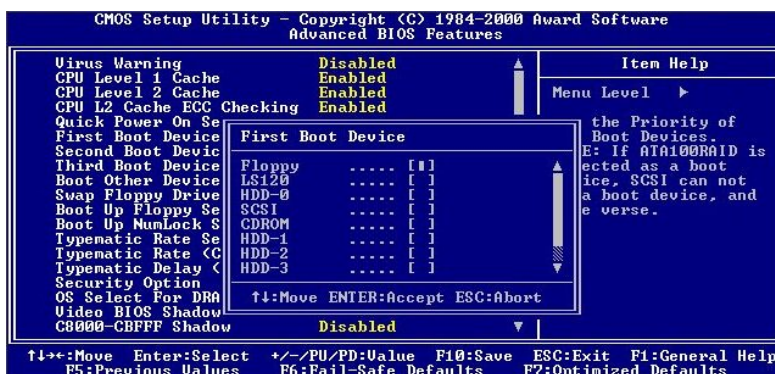 CMOS Setup Utility - Copyright (C) 1984-2000 Award Software
Advanced BIOS Features
Virus Warning Disabled
CPU Level 1 Cache Enabled
CPU Level 2 Cache Enabled
CPU L2 Cache ECC Checking Enabled
Quick Power On Se
First Boot Device
Second Boot Devic
Third Boot Device
Boot Other Device
Swap Floppy Drive
Boot Up Floppy Se
Boot Up NumLock S
Typematic Rate Se
Typematic Rate (C
Typematic Delay (
Security Option
OS Select For DRA
Video BIOS Shadow
C8000-CBFFF Shadow Disabled
First Boot Device
Floppy ..... [▮]
LS120 ..... [ ]
HDD-0 ..... [ ]
SCSI ..... [ ]
CDROM ..... [ ]
HDD-1 ..... [ ]
HDD-2 ..... [ ]
HDD-3 ..... [ ]
↑↓:Move ENTER:Accept ESC:Abort
Item Help
Menu Level ▶
the Priority of
Boot Devices.
E: If ATA100RAID is
ected as a boot
ice, SCSI can not
a boot device, and
e verse.
↑↓→←:Move Enter:Select +/-/PU/PD:Value F10:Save ESC:Exit F1:General Help
F5:Previous Values F6:Fail-Safe Defaults F7:Optimized Defaults